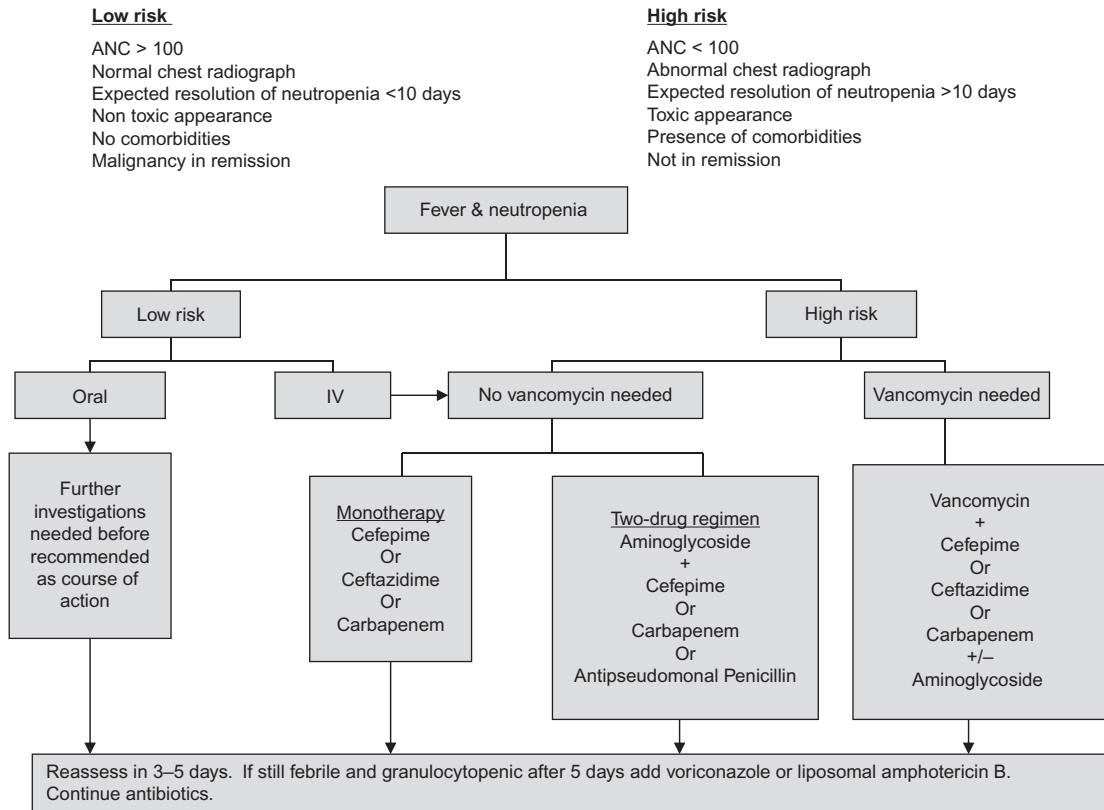 Low risk
ANC > 100
Normal chest radiograph
Expected resolution of neutropenia <10 days
Non toxic appearance
No comorbidities
Malignancy in remission
High risk
ANC < 100
Abnormal chest radiograph
Expected resolution of neutropenia >10 days
Toxic appearance
Presence of comorbidities
Not in remission
Fever & neutropenia
Low risk
High risk
Oral
IV
No vancomycin needed
Vancomycin needed
Further
investigations
needed before
recommended
as course of
action
Monotherapy
Cefepime
Or
Ceftazidime
Or
Carbapenem
Two-drug regimen
Aminoglycoside
+
Cefepime
Or
Carbapenem
Or
Antipseudomonal Penicillin
Vancomycin
+
Cefepime
Or
Ceftazidime
Or
Carbapenem
+/–
Aminoglycoside
Reassess in 3–5 days. If still febrile and granulocytopenic after 5 days add voriconazole or liposomal amphotericin B.
Continue antibiotics.